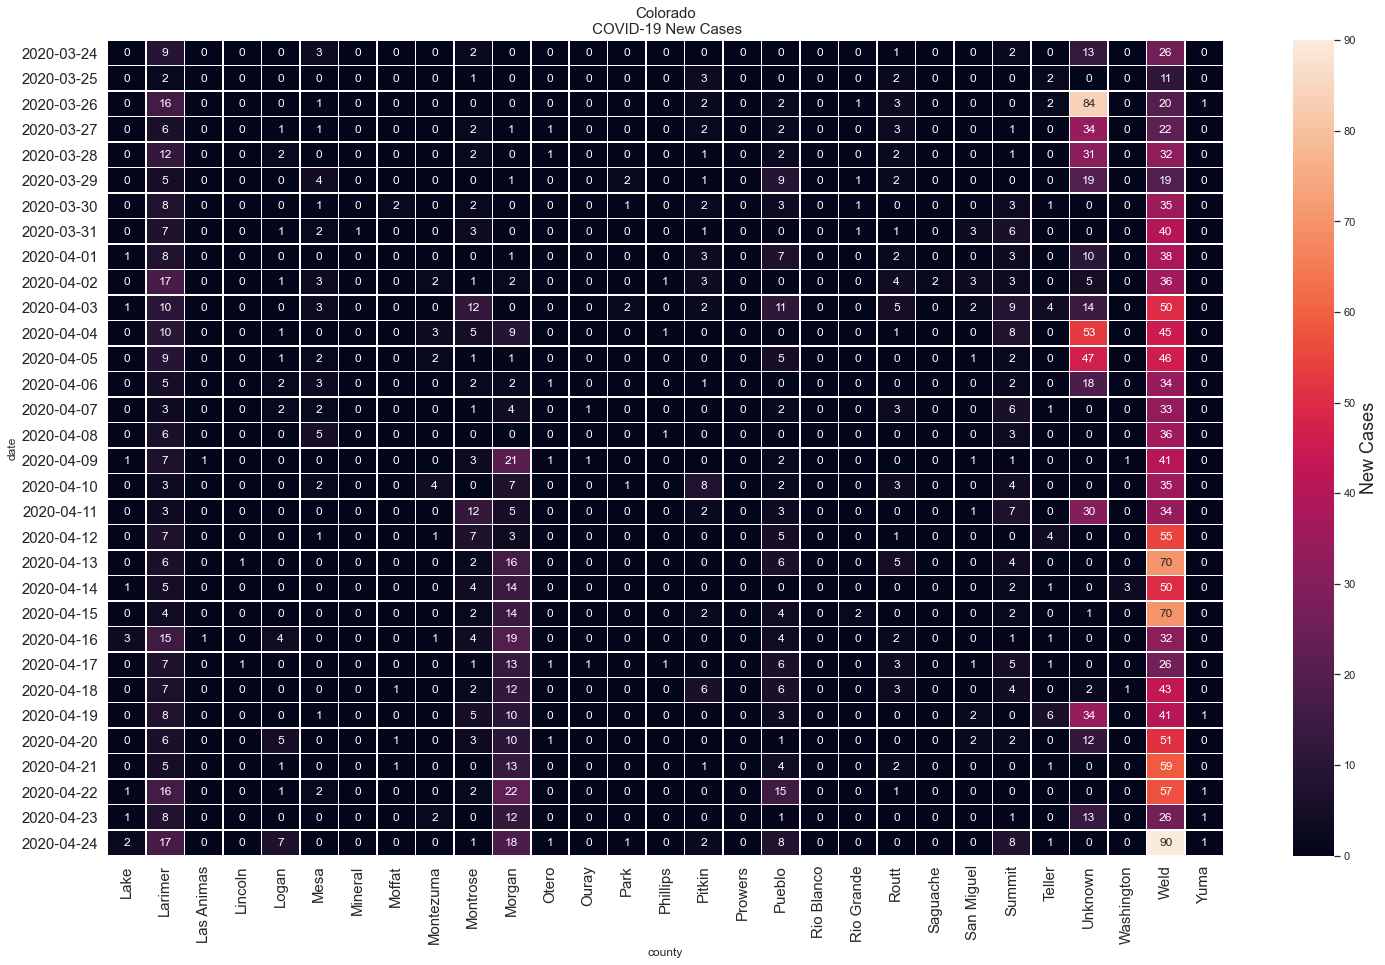 Colorado
COVID-19 New Cases
2020-03-24 0 9 0 0 0 3 0 0 0 2 0 0 0 0 0 0 0 0 0 0 1 0 0 2 0 13 0 26 0
2020-03-25 0 2 0 0 0 0 0 0 0 1 0 0 0 0 0 3 0 0 0 0 2 0 0 0 2 0 0 11 0
2020-03-26 0 16 0 0 0 1 0 0 0 0 0 0 0 0 0 2 0 2 0 1 3 0 0 0 2 84 0 20 1
2020-03-27 0 6 0 0 1 1 0 0 0 2 1 1 0 0 0 2 0 2 0 0 3 0 0 1 0 34 0 22 0
2020-03-28 0 12 0 0 2 0 0 0 0 2 0 1 0 0 0 1 0 2 0 0 2 0 0 1 0 31 0 32 0
2020-03-29 0 5 0 0 0 4 0 0 0 0 1 0 0 2 0 1 0 9 0 1 2 0 0 0 0 19 0 19 0
2020-03-30 0 8 0 0 0 1 0 2 0 2 0 0 0 1 0 2 0 3 0 1 0 0 0 3 1 0 0 35 0
2020-03-31 0 7 0 0 1 2 1 0 0 3 0 0 0 0 0 1 0 0 0 1 1 0 3 6 0 0 0 40 0
2020-04-01 1 8 0 0 0 0 0 0 0 0 1 0 0 0 0 3 0 7 0 0 2 0 0 3 0 10 0 38 0
2020-04-02 0 17 0 0 1 3 0 0 2 1 2 0 0 0 1 3 0 0 0 0 4 2 3 3 0 5 0 36 0
2020-04-03 1 10 0 0 0 3 0 0 0 12 0 0 0 2 0 2 0 11 0 0 5 0 2 9 4 14 0 50 0
2020-04-04 0 10 0 0 1 0 0 0 3 5 9 0 0 0 1 0 0 0 0 0 1 0 0 8 0 53 0 45 0
2020-04-05 0 9 0 0 1 2 0 0 2 1 1 0 0 0 0 0 0 5 0 0 0 0 1 2 0 47 0 46 0
2020-04-06 0 5 0 0 2 3 0 0 0 2 2 1 0 0 0 1 0 0 0 0 0 0 0 2 0 18 0 34 0
2020-04-07 0 3 0 0 2 2 0 0 0 1 4 0 1 0 0 0 0 2 0 0 3 0 0 6 1 0 0 33 0
2020-04-08 0 6 0 0 0 5 0 0 0 0 0 0 0 0 1 0 0 0 0 0 0 0 0 3 0 0 0 36 0
2020-04-09 1 7 1 0 0 0 0 0 0 3 21 1 1 0 0 0 0 2 0 0 0 0 1 1 0 0 1 41 0
2020-04-10 0 3 0 0 0 2 0 0 4 0 7 0 0 1 0 8 0 2 0 0 3 0 0 4 0 0 0 35 0
2020-04-11 0 3 0 0 0 0 0 0 0 12 5 0 0 0 0 2 0 3 0 0 0 0 1 7 0 30 0 34 0
2020-04-12 0 7 0 0 0 1 0 0 1 7 3 0 0 0 0 0 0 5 0 0 1 0 0 0 4 0 0 55 0
2020-04-13 0 6 0 1 0 0 0 0 0 2 16 0 0 0 0 0 0 6 0 0 5 0 0 4 0 0 0 70 0
2020-04-14 1 5 0 0 0 0 0 0 0 4 14 0 0 0 0 0 0 0 0 0 0 0 0 2 1 0 3 50 0
2020-04-15 0 4 0 0 0 0 0 0 0 2 14 0 0 0 0 2 0 4 0 2 0 0 0 2 0 1 0 70 0
2020-04-16 3 15 1 0 4 0 0 0 1 4 19 0 0 0 0 0 0 4 0 0 2 0 0 1 1 0 0 32 0
2020-04-17 0 7 0 1 0 0 0 0 0 1 13 1 1 0 1 0 0 6 0 0 3 0 1 5 1 0 0 26 0
2020-04-18 0 7 0 0 0 0 0 1 0 2 12 0 0 0 0 6 0 6 0 0 3 0 0 4 0 2 1 43 0
2020-04-19 0 8 0 0 0 1 0 0 0 5 10 0 0 0 0 0 0 3 0 0 0 0 2 0 6 34 0 41 1
2020-04-20 0 6 0 0 5 0 0 1 0 3 10 1 0 0 0 0 0 1 0 0 0 0 2 2 0 12 0 51 0
2020-04-21 0 5 0 0 1 0 0 1 0 0 13 0 0 0 0 1 0 4 0 0 2 0 0 0 1 0 0 59 0
2020-04-22 1 16 0 0 1 2 0 0 0 2 22 0 0 0 0 0 0 15 0 0 1 0 0 0 0 0 0 57 1
2020-04-23 1 8 0 0 0 0 0 0 2 0 12 0 0 0 0 0 0 1 0 0 0 0 0 1 0 13 0 26 1
2020-04-24 2 17 0 0 7 0 0 0 0 1 18 1 0 1 0 2 0 8 0 0 0 0 0 8 1 0 0 90 1
date
Lake Larimer Las Animas Lincoln Logan Mesa Mineral Moffat Montezuma Montrose Morgan Otero Ouray Park Phillips Pitkin Prowers Pueblo Rio Blanco Rio Grande Routt Saguache San Miguel Summit Teller Unknown Washington Weld Yuma
county
90
80
70
60
50
40
30
20
10
0
New Cases